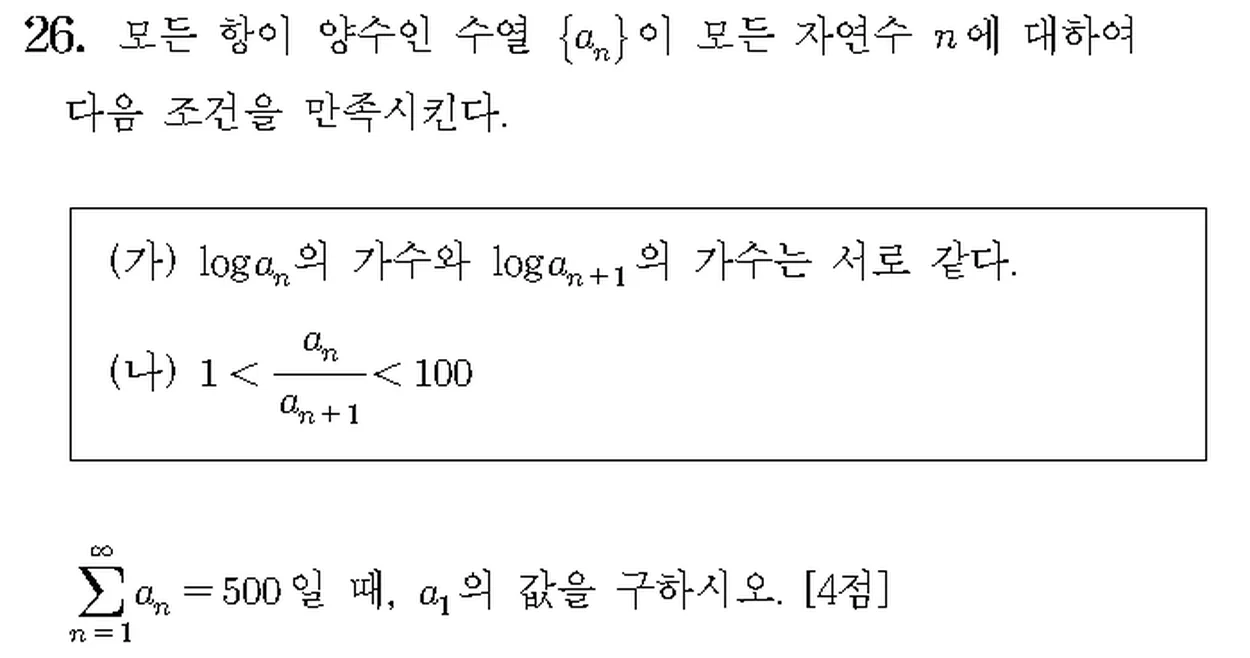 26. 모든 항이 양수인 수열 {aₙ}이 모든 자연수 n에 대하여
다음 조건을 만족시킨다.
(가) log aₙ의 가수와 log aₙ₊₁의 가수는 서로 같다.
(나) 1 < aₙ / aₙ₊₁ < 100
∑_{n=1}^{∞} aₙ = 500일 때, a₁의 값을 구하시오. [4점]